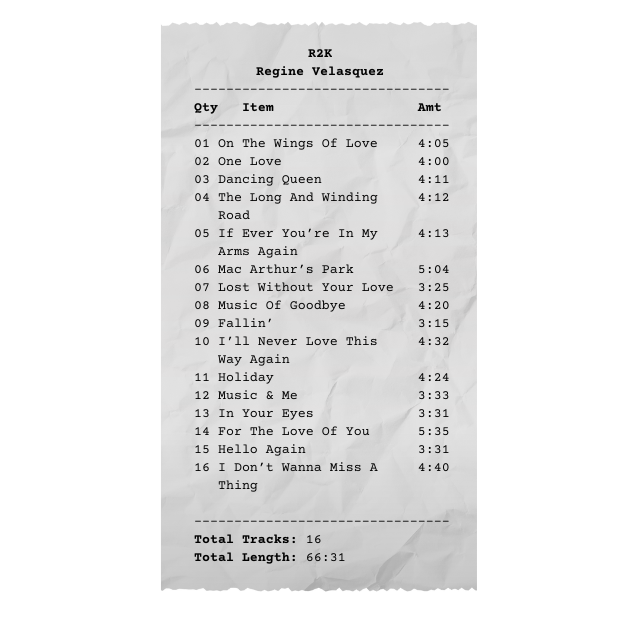 R2K
Regine Velasquez
--------------------------------
Qty Item Amt
--------------------------------
01 On The Wings Of Love 4:05
02 One Love 4:00
03 Dancing Queen 4:11
04 The Long And Winding 4:12
Road
05 If Ever You’re In My 4:13
Arms Again
06 Mac Arthur’s Park 5:04
07 Lost Without Your Love 3:25
08 Music Of Goodbye 4:20
09 Fallin’ 3:15
10 I’ll Never Love This 4:32
Way Again
11 Holiday 4:24
12 Music & Me 3:33
13 In Your Eyes 3:31
14 For The Love Of You 5:35
15 Hello Again 3:31
16 I Don’t Wanna Miss A 4:40
Thing
--------------------------------
Total Tracks: 16
Total Length: 66:31